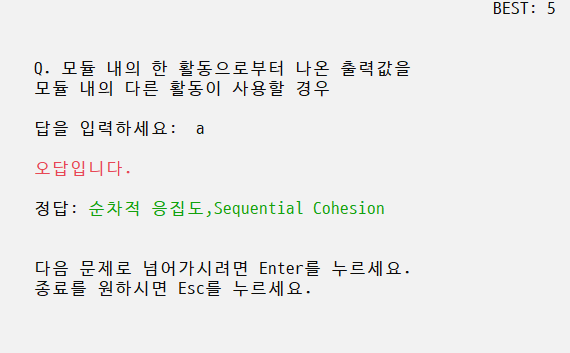 BEST: 5
Q. 모듈 내의 한 활동으로부터 나온 출력값을
모듈 내의 다른 활동이 사용할 경우
답을 입력하세요: a
오답입니다.
정답: 순차적 응집도,Sequential Cohesion
다음 문제로 넘어가시려면 Enter를 누르세요.
종료를 원하시면 Esc를 누르세요.